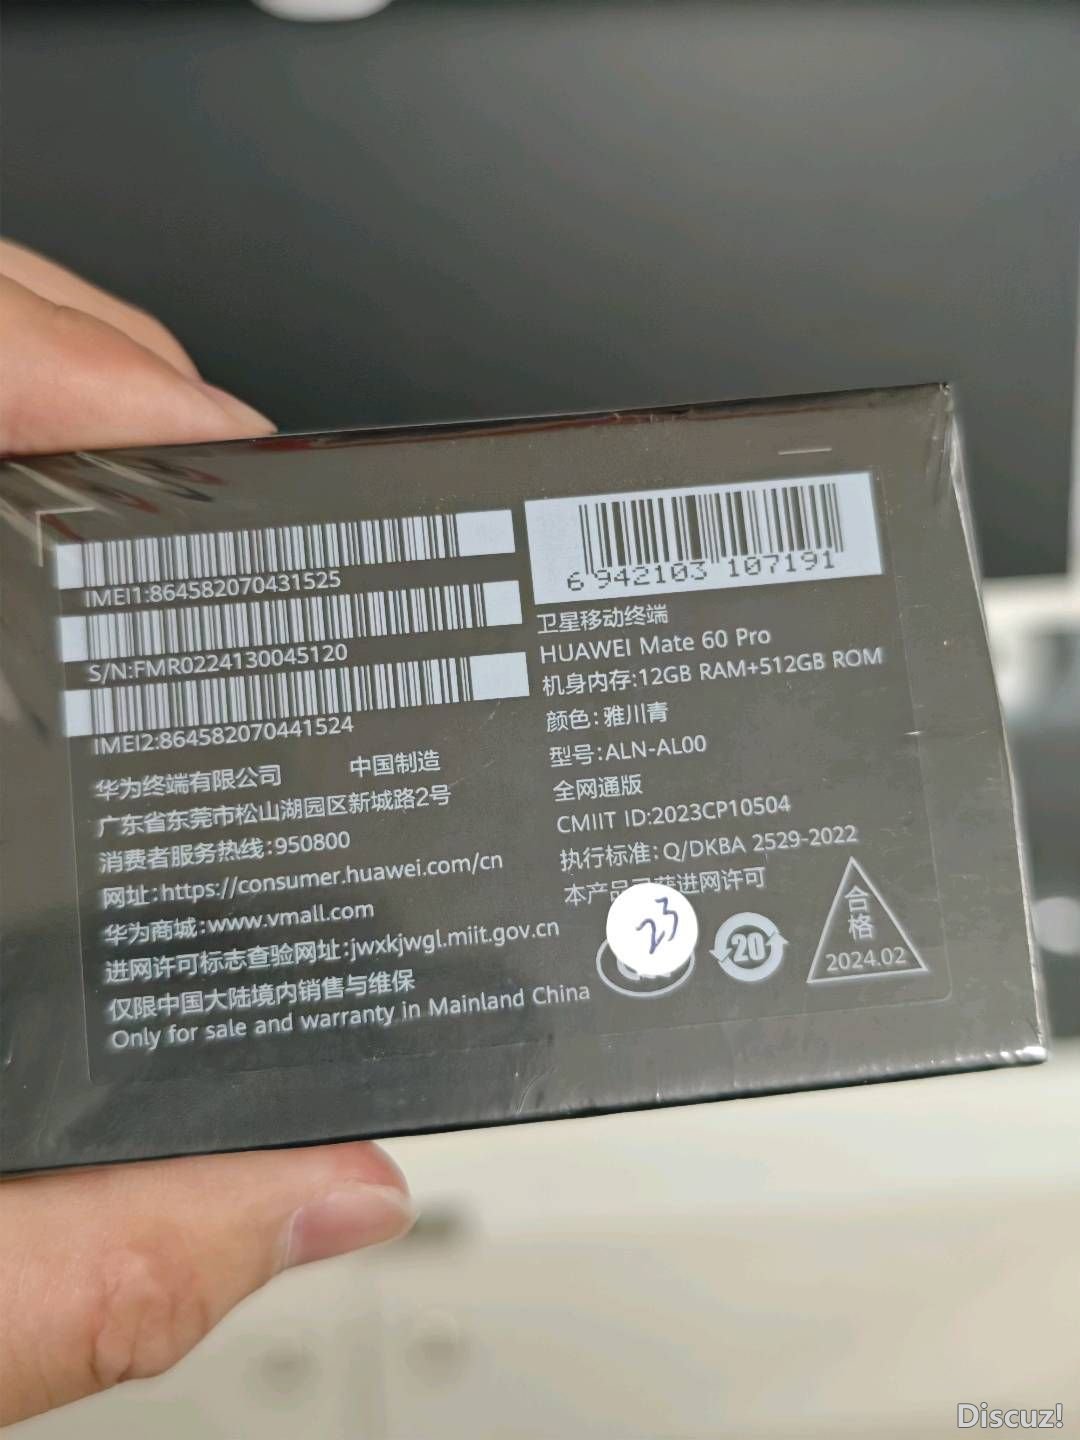 IMEI1:864582070431525
S/N:FMR0224130045120
IMEI2:864582070441524
华为终端有限公司 中国制造
广东省东莞市松山湖园区新城路2号
消费者服务热线:950800
网址:https://consumer.huawei.com/cn
华为商城:www.vmall.com
进网许可标志查验网址:jwxkjwgl.miit.gov.cn
仅限中国大陆境内销售与维保
Only for sale and warranty in Mainland China
6 942103 107191
卫星移动终端
HUAWEI Mate 60 Pro
机身内存:12GB RAM+512GB ROM
颜色:雅川青
型号:ALN-AL00
全网通版
CMIIT ID:2023CP10504
执行标准:Q/DKBA 2529-2022
本产品 进网许可
23
20
合格
2024.02
Discuz!